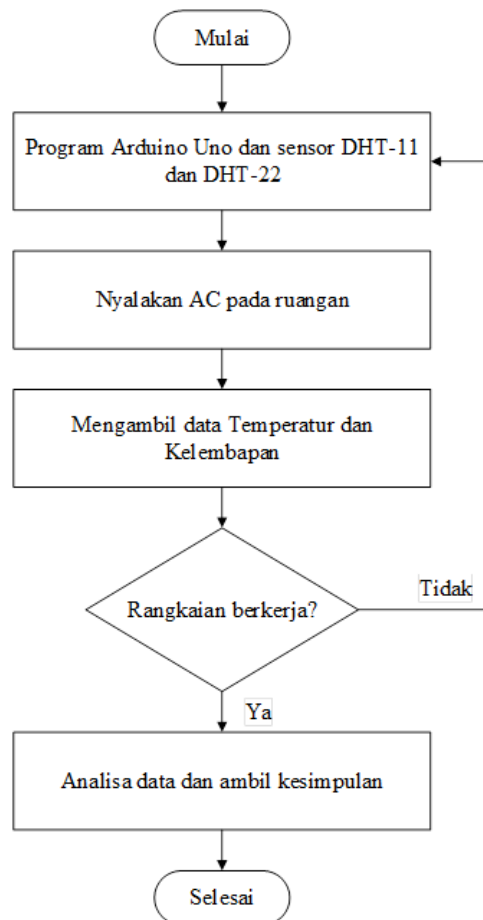 Mulai
Program Arduino Uno dan sensor DHT-11
dan DHT-22
Nyalakan AC pada ruangan
Mengambil data Temperatur dan
Kelembapan
Rangkaian berkerja?
Tidak
Ya
Analisa data dan ambil kesimpulan
Selesai